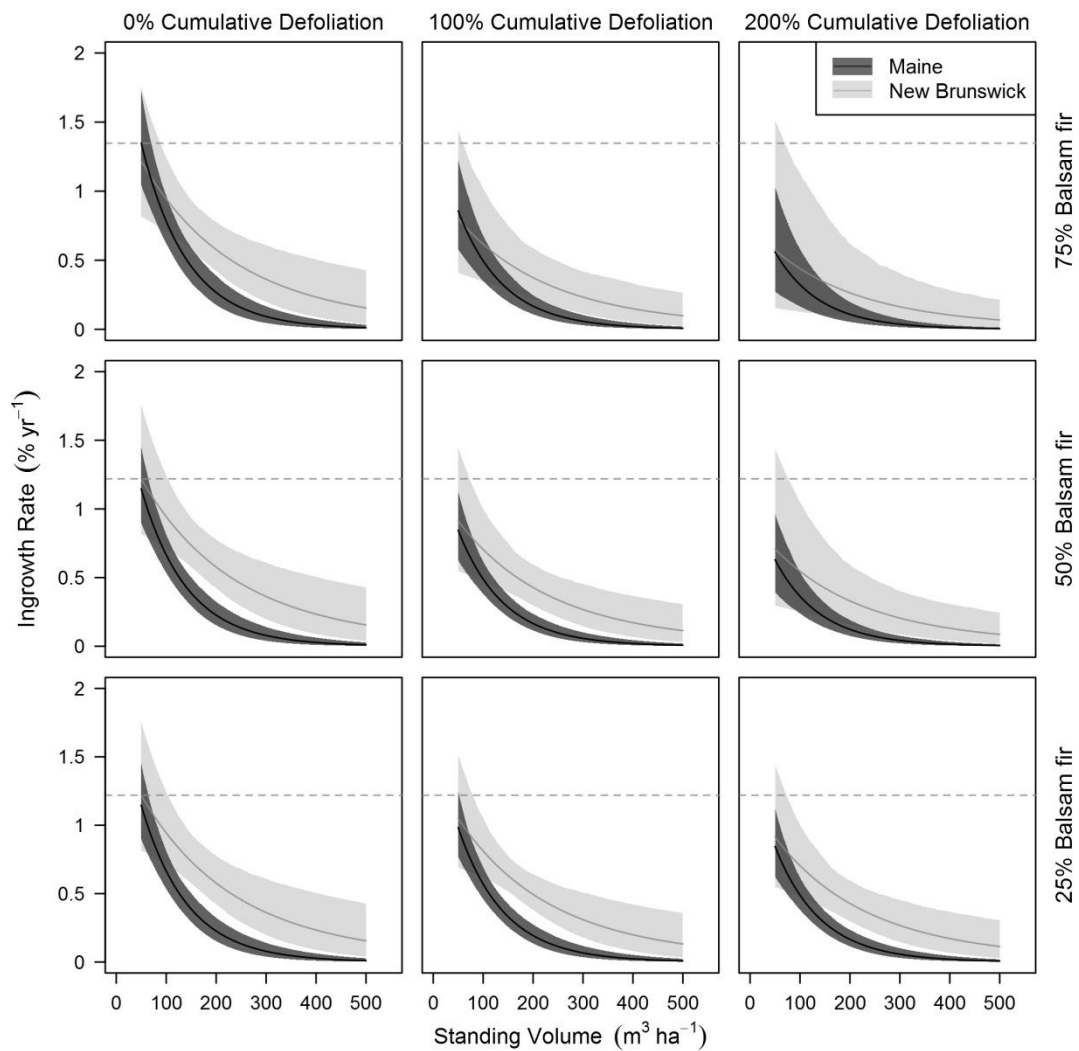 0% Cumulative Defoliation 100% Cumulative Defoliation 200% Cumulative Defoliation
Maine
New Brunswick
2
1.5
1
0.5
0
75% Balsam fir
2
1.5
1
0.5
0
50% Balsam fir
Ingrowth Rate (% yr⁻¹)
2
1.5
1
0.5
0
25% Balsam fir
0 100 200 300 400 500 0 100 200 300 400 500 0 100 200 300 400 500
Standing Volume (m³ ha⁻¹)